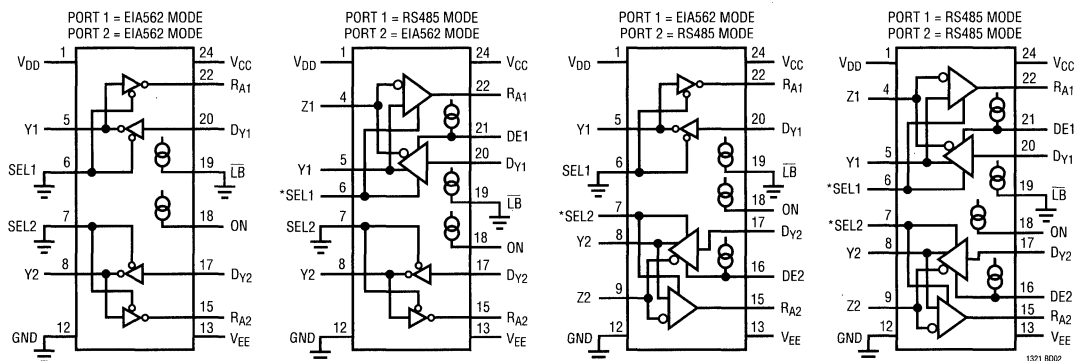 PORT 1 = EIA562 MODE
PORT 2 = EIA562 MODE
1
24
VDD
VCC
22
RA1
5
20
Y1
DY1
6
19
SEL1
LB
18
ON
7
SEL2
8
17
Y2
DY2
15
RA2
12
13
GND
VEE
PORT 1 = RS485 MODE
PORT 2 = EIA562 MODE
1
24
VDD
VCC
22
RA1
4
Z1
21
DE1
20
DY1
5
Y1
6
19
*SEL1
LB
7
18
SEL2
ON
8
17
Y2
DY2
15
RA2
12
13
GND
VEE
PORT 1 = EIA562 MODE
PORT 2 = RS485 MODE
1
24
VDD
VCC
22
RA1
5
20
Y1
DY1
6
19
SEL1
LB
18
ON
7
17
*SEL2
DY2
8
Y2
16
DE2
9
15
Z2
RA2
12
13
GND
VEE
PORT 1 = RS485 MODE
PORT 2 = RS485 MODE
1
24
VDD
VCC
22
RA1
4
Z1
21
DE1
20
DY1
5
Y1
6
19
*SEL1
LB
7
18
*SEL2
ON
8
17
Y2
DY2
16
DE2
9
Z2
15
RA2
12
13
GND
VEE
1321 BD02